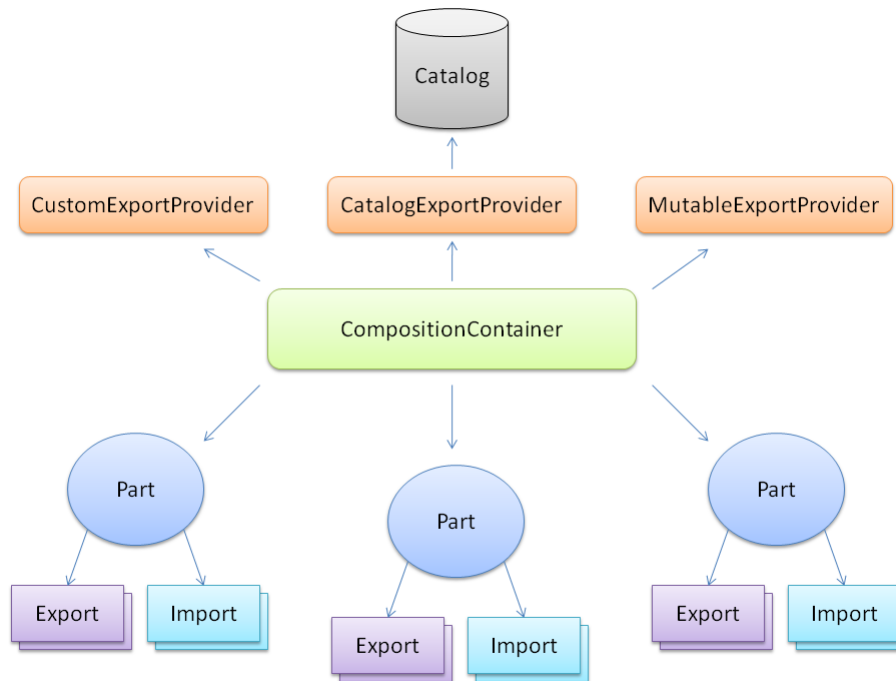 Catalog
CustomExportProvider
CatalogExportProvider
MutableExportProvider
CompositionContainer
Part
Part
Part
Export
Import
Export
Import
Export
Import